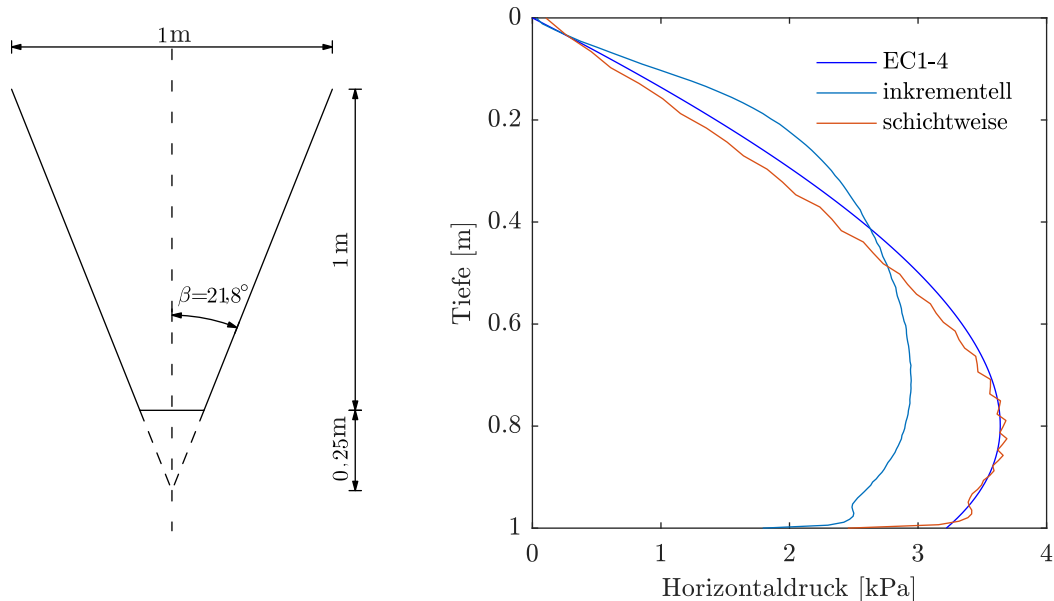 1m
β=21,8°
1m
0.25m
EC1-4
inkrementell
schichtweise
Tiefe [m]
0
0.2
0.4
0.6
0.8
1
0 1 2 3 4
Horizontaldruck [kPa]